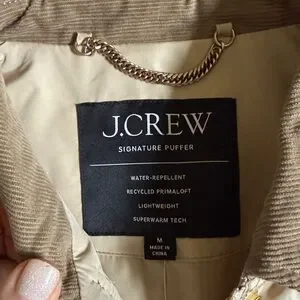 J.CREW
SIGNATURE PUFFER
WATER-REPELLENT
RECYCLED PRIMALOFT
LIGHTWEIGHT
SUPERWARM TECH
M
MADE IN
CHINA